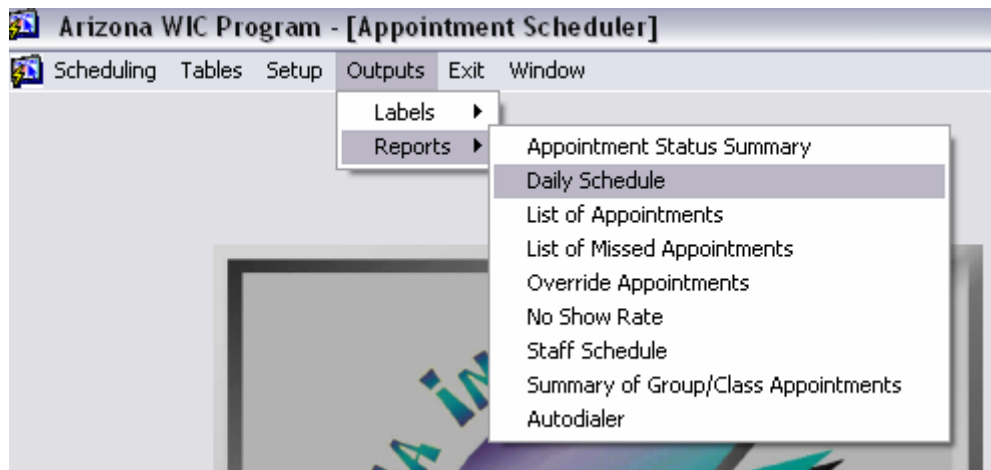 Arizona WIC Program - [Appointment Scheduler]
Scheduling Tables Setup Outputs Exit Window
Labels
Reports
Appointment Status Summary
Daily Schedule
List of Appointments
List of Missed Appointments
Override Appointments
No Show Rate
Staff Schedule
Summary of Group/Class Appointments
Autodialer